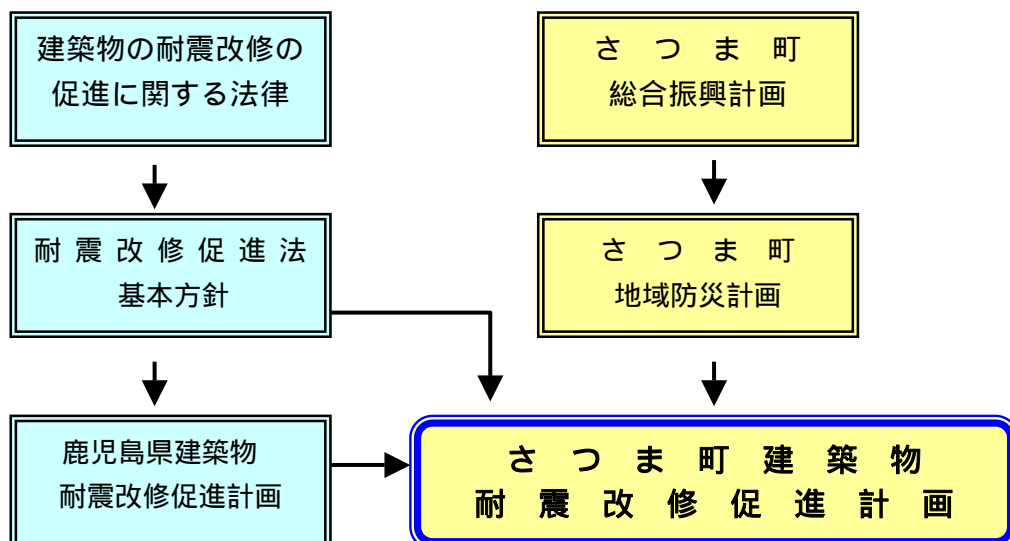 建築物の耐震改修の
促進に関する法律
さつま町
総合振興計画
耐震改修促進法
基本方針
さつま町
地域防災計画
鹿児島県建築物
耐震改修促進計画
さつま町建築物
耐震改修促進計画